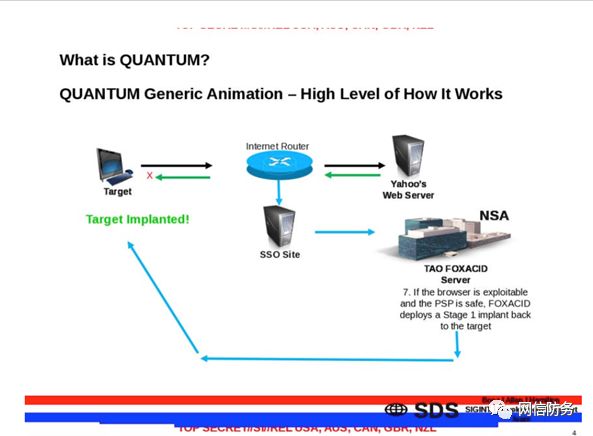 What is QUANTUM?
QUANTUM Generic Animation – High Level of How It Works
Internet Router
X
Target
Yahoo's
Web Server
Target Implanted!
NSA
SSO Site
TAO FOXACID
Server
7. If the browser is exploitable
and the PSP is safe, FOXACID
deploys a Stage 1 implant back
to the target
SDS
SIGINT
网信防务
TOP SECRET//SI//REL USA, AUS, CAN, GBR, NZL
4